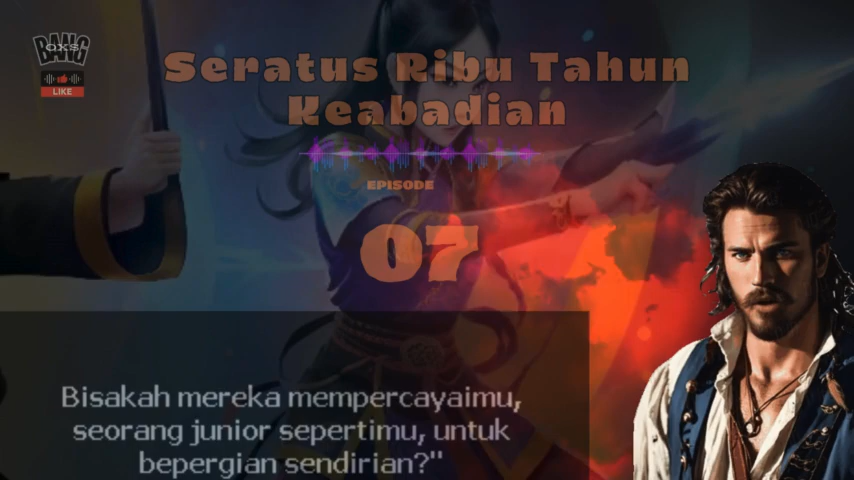 BANG
OXS
LIKE
Seratus Ribu Tahun
Keabadian
EPISODE
07
Bisakah mereka mempercayaimu,
seorang junior sepertimu, untuk
bepergian sendirian?"